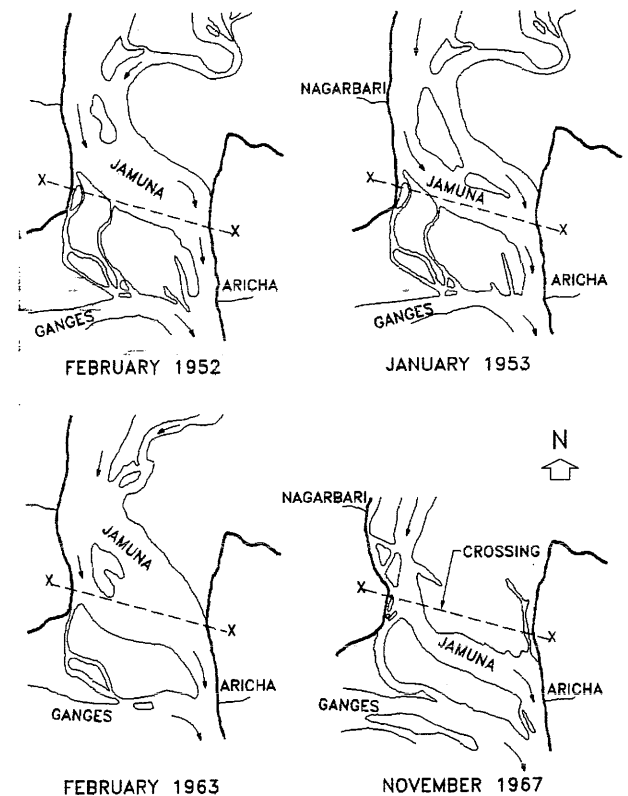 JAMUNA
X
X
ARICHA
GANGES
FEBRUARY 1952
NAGARBARI
X
JAMUNA
X
ARICHA
GANGES
JANUARY 1953
JAMUNA
X
X
ARICHA
GANGES
FEBRUARY 1963
N
NAGARBARI
CROSSING
X
X
JAMUNA
ARICHA
GANGES
NOVEMBER 1967